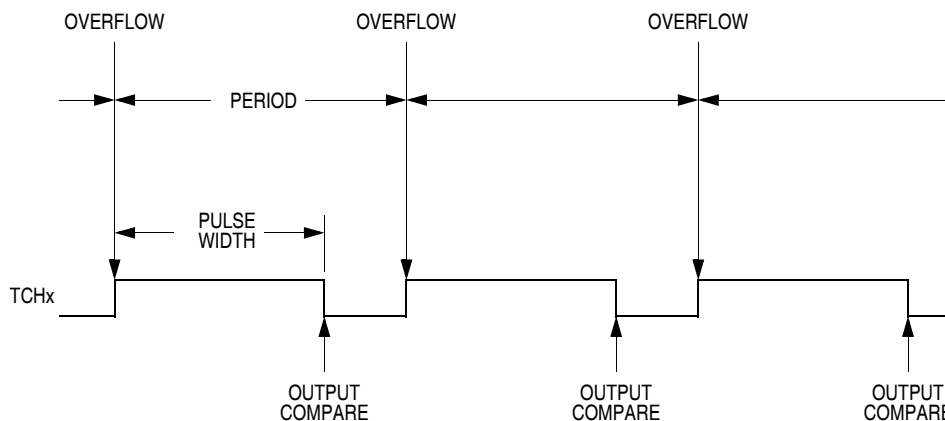 OVERFLOW
OVERFLOW
OVERFLOW
PERIOD
PULSE
WIDTH
TCHx
OUTPUT
COMPARE
OUTPUT
COMPARE
OUTPUT
COMPARE